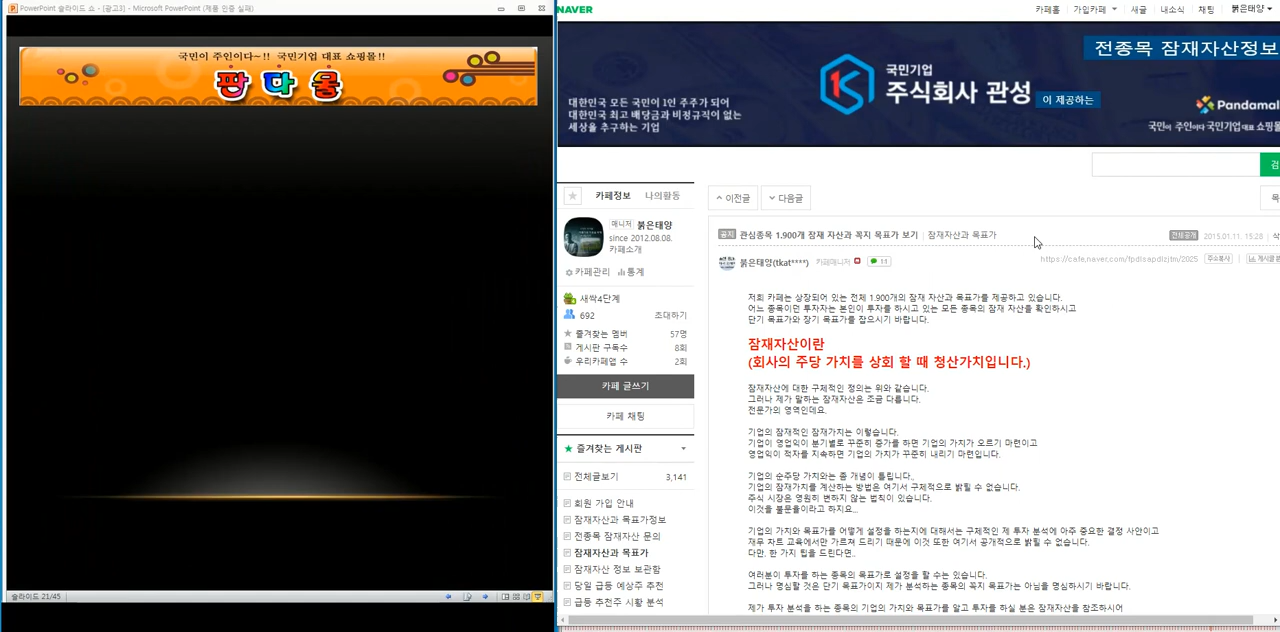 PowerPoint 슬라이드 쇼 - [광고3] - Microsoft PowerPoint (제품 인증 실패)
국민이 주인이다~!! 국민기업 대표 쇼핑몰!!
판다몰
슬라이드 21/45
NAVER
카페홈 가입카페 새글 내소식 채팅 붉은태양
전종목 잠재자산정보
국민기업
주식회사 관성
이 제공하는
대한민국 모든 국민이 1인 주주가 되어
대한민국 최고 배당금과 비정규직이 없는
세상을 추구하는 기업
Pandamal
국민이 주인이다 국민기업대표 쇼핑몰
검
카페정보 나의활동
이전글 다음글
목
매니저 붉은태양
since 2012.08.08.
카페소개
카페관리 통계
새싹4단계
692 초대하기
즐겨찾는 멤버 57명
게시판 구독수 8회
우리카페앱 수 2회
카페 글쓰기
카페 채팅
즐겨찾는 게시판
전체글보기 3,141
회원 가입 안내
잠재자산과 목표가정보
전종목 잠재자산 문의
잠재자산과 목표가
잠재자산 정보 보관함
당일 급등 예상주 추천
급등 추천주 시황 분석
공지 관심종목 1.900개 잠재 자산과 꼭지 목표가 보기 | 잠재자산과 목표가
전체공개 2015.01.11. 15:28
붉은태양(tkat****) 카페매니저 11
https://cafe.naver.com/fpdlsapdlzjtm/2025 주소복사
저희 카페는 상장되어 있는 전체 1.900개의 잠재 자산과 목표가를 제공하고 있습니다.
어느 종목이던 투자자는 본인이 투자를 하시고 있는 모든 종목의 잠재 자산을 확인하시고
단기 목표가와 장기 목표가를 잡으시기 바랍니다.
잠재자산이란
(회사의 주당 가치를 상회 할 때 청산가치입니다.)
잠재자산에 대한 구체적인 정의는 위와 같습니다.
그러나 제가 말하는 잠재자산은 조금 다릅니다.
전문가의 영역인데요.
기업의 잠재적인 잠재가치는 이렇습니다.
기업이 영업익이 분기별로 꾸준히 증가를 하면 기업의 가치가 오르기 마련이고
영업익이 적자를 지속하면 기업의 가치가 꾸준히 내리기 마련입니다.
기업의 순주당 가치와는 좀 개념이 틀립니다.
기업의 잠재가치를 계산하는 방법은 여기서 구체적으로 밝힐 수 없습니다.
주식 시장은 영원히 변하지 않는 법칙이 있습니다.
이것을 불문율이라고 하지요...
기업의 가치와 목표가를 어떻게 설정을 하는지에 대해서는 구체적인 제 투자 분석에 아주 중요한 결정 사안이고
재무 차트 교육에서만 가르쳐 드리기 때문에 이것 또한 여기서 공개적으로 밝힐 수 없습니다.
다만, 한 가지 팁을 드린다면..
여러분이 투자를 하는 종목의 목표가로 설정을 할 수는 있습니다.
그러나 명심할 것은 단기 목표가이지 제가 분석하는 종목의 꼭지 목표가는 아님을 명심하시기 바랍니다.
제가 투자 분석을 하는 종목의 기업의 가치와 목표가를 알고 투자를 하실 분은 잠재자산을 참조하시어